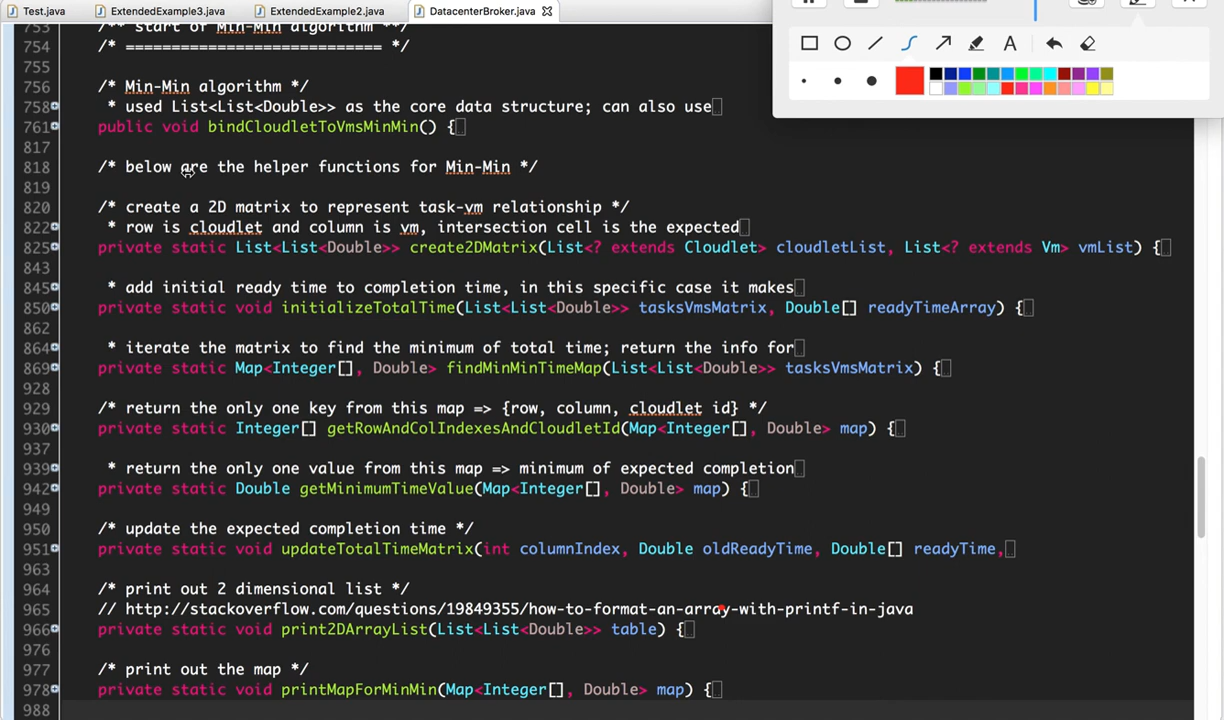 Test.java ExtendedExample3.java ExtendedExample2.java DatacenterBroker.java
753 /** start of Min-Min algorithm **/
754 /* ============================ */
755
756 /* Min-Min algorithm */
758 * used List<List<Double>> as the core data structure; can also use
761 public void bindCloudletToVmsMinMin() {
817
818 /* below are the helper functions for Min-Min */
819
820 /* create a 2D matrix to represent task-vm relationship */
822 * row is cloudlet and column is vm, intersection cell is the expected
825 private static List<List<Double>> create2DMatrix(List<? extends Cloudlet> cloudletList, List<? extends Vm> vmList) {
843
845 * add initial ready time to completion time, in this specific case it makes
850 private static void initializeTotalTime(List<List<Double>> tasksVmsMatrix, Double[] readyTimeArray) {
862
864 * iterate the matrix to find the minimum of total time; return the info for
869 private static Map<Integer[], Double> findMinMinTimeMap(List<List<Double>> tasksVmsMatrix) {
928
929 /* return the only one key from this map => {row, column, cloudlet id} */
930 private static Integer[] getRowAndColIndexesAndCloudletId(Map<Integer[], Double> map) {
937
939 * return the only one value from this map => minimum of expected completion
942 private static Double getMinimumTimeValue(Map<Integer[], Double> map) {
949
950 /* update the expected completion time */
951 private static void updateTotalTimeMatrix(int columnIndex, Double oldReadyTime, Double[] readyTime,
963
964 /* print out 2 dimensional list */
965 // http://stackoverflow.com/questions/19849355/how-to-format-an-array-with-printf-in-java
966 private static void print2DArrayList(List<List<Double>> table) {
976
977 /* print out the map */
978 private static void printMapForMinMin(Map<Integer[], Double> map) {
988
A